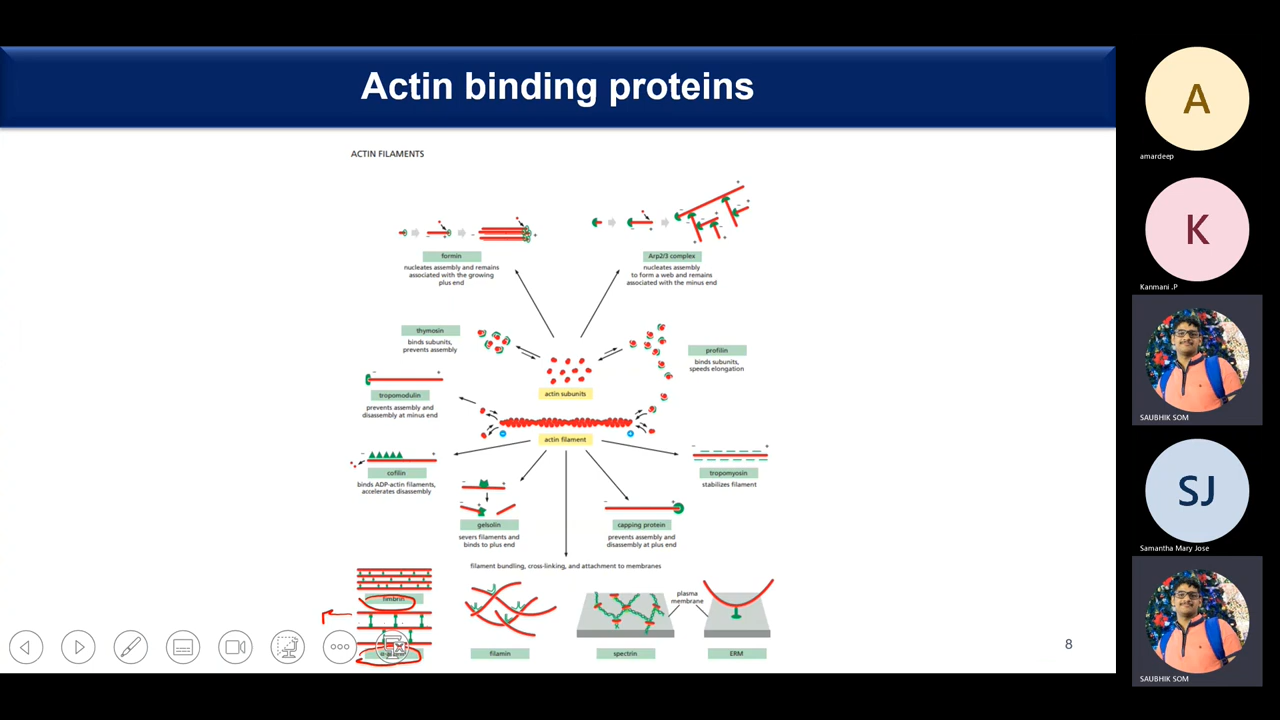 Actin binding proteins
ACTIN FILAMENTS
formin
nucleates assembly and remains
associated with the growing
plus end
Arp2/3 complex
nucleates assembly
to form a web and remains
associated with the minus end
thymosin
binds subunits,
prevents assembly
profilin
binds subunits,
speeds elongation
actin subunits
tropomodulin
prevents assembly and
disassembly at minus end
actin filament
cofilin
binds ADP-actin filaments,
accelerates disassembly
tropomyosin
stabilizes filament
gelsolin
severs filaments and
binds to plus end
capping protein
prevents assembly and
disassembly at plus end
filament bundling, cross-linking, and attachment to membranes
fimbrin
plasma
membrane
filamin
spectrin
ERM
8
A
amardeep
K
Kanmani .P
SAUBHIK SOM
SJ
Samantha Mary Jose
SAUBHIK SOM